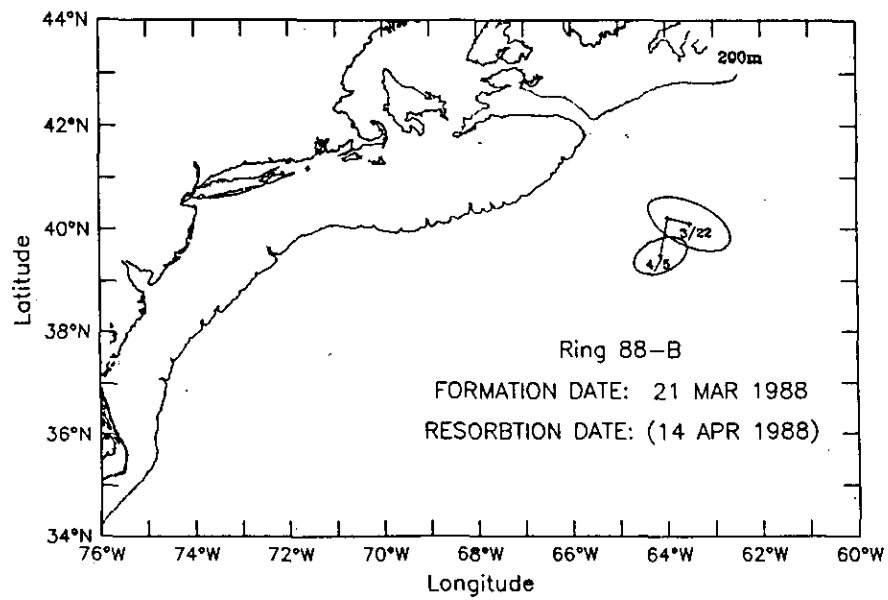 44°N
200m
42°N
40°N
3/22
4/5
Latitude
38°N
Ring 88-B
FORMATION DATE: 21 MAR 1988
36°N
RESORBTION DATE: (14 APR 1988)
34°N
76°W 74°W 72°W 70°W 68°W 66°W 64°W 62°W 60°W
Longitude